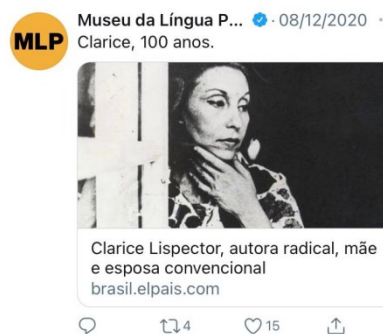 MLP
Museu da Língua P... · 08/12/2020
Clarice, 100 anos.
Clarice Lispector, autora radical, mãe
e esposa convencional
brasil.elpais.com
4 15